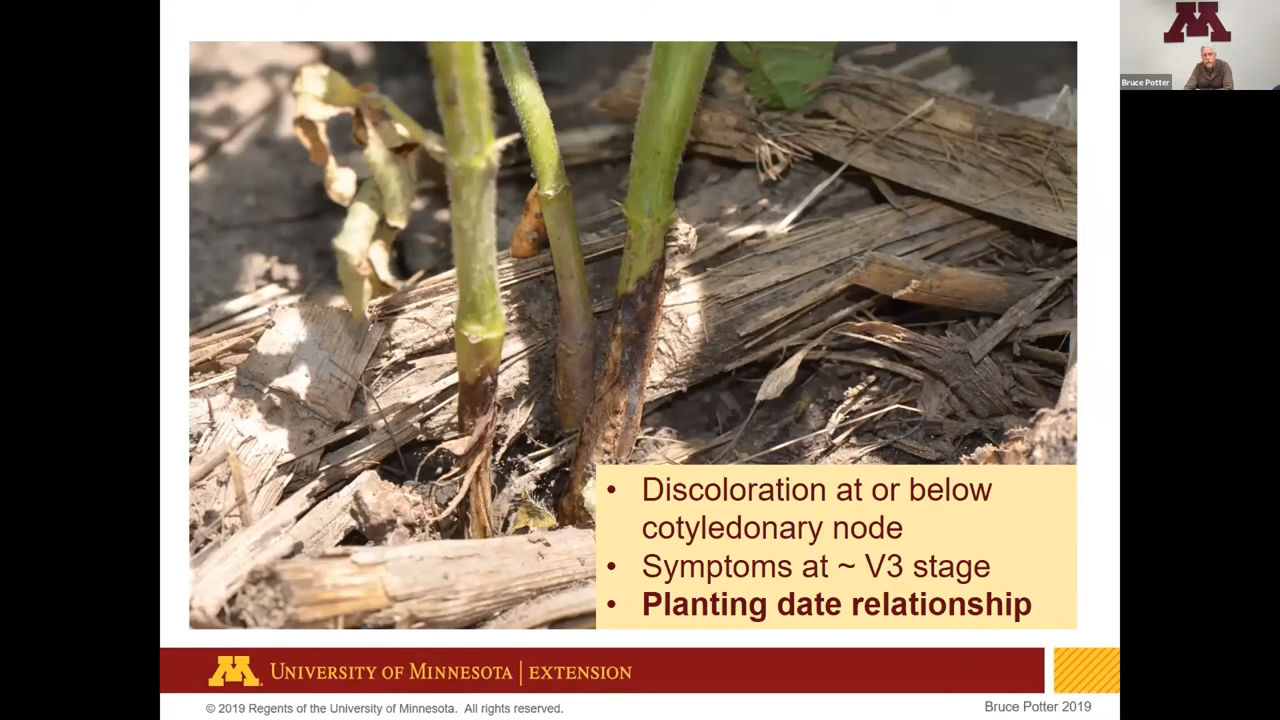 Bruce Potter
• Discoloration at or below
cotyledonary node
• Symptoms at ~ V3 stage
• Planting date relationship
M
UNIVERSITY OF MINNESOTA | EXTENSION
© 2019 Regents of the University of Minnesota. All rights reserved.
Bruce Potter 2019